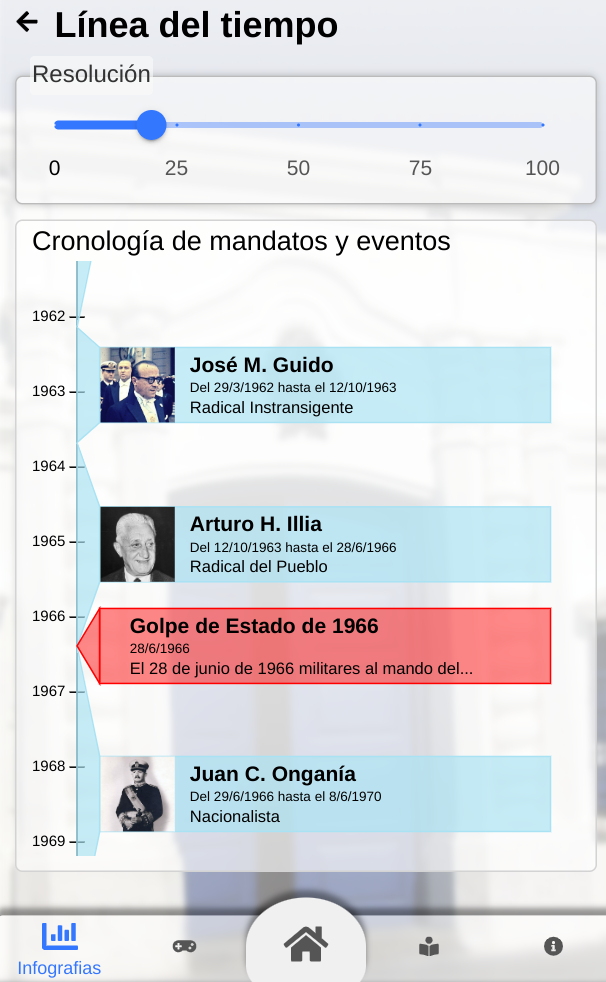 Línea del tiempo
Resolución
0 25 50 75 100
Cronología de mandatos y eventos
1962
José M. Guido
Del 29/3/1962 hasta el 12/10/1963
1963
Radical Instransigente
1964
Arturo H. Illia
1965
Del 12/10/1963 hasta el 28/6/1966
Radical del Pueblo
1966
Golpe de Estado de 1966
28/6/1966
El 28 de junio de 1966 militares al mando del...
1967
1968
Juan C. Onganía
Del 29/6/1966 hasta el 8/6/1970
Nacionalista
1969
Infografias